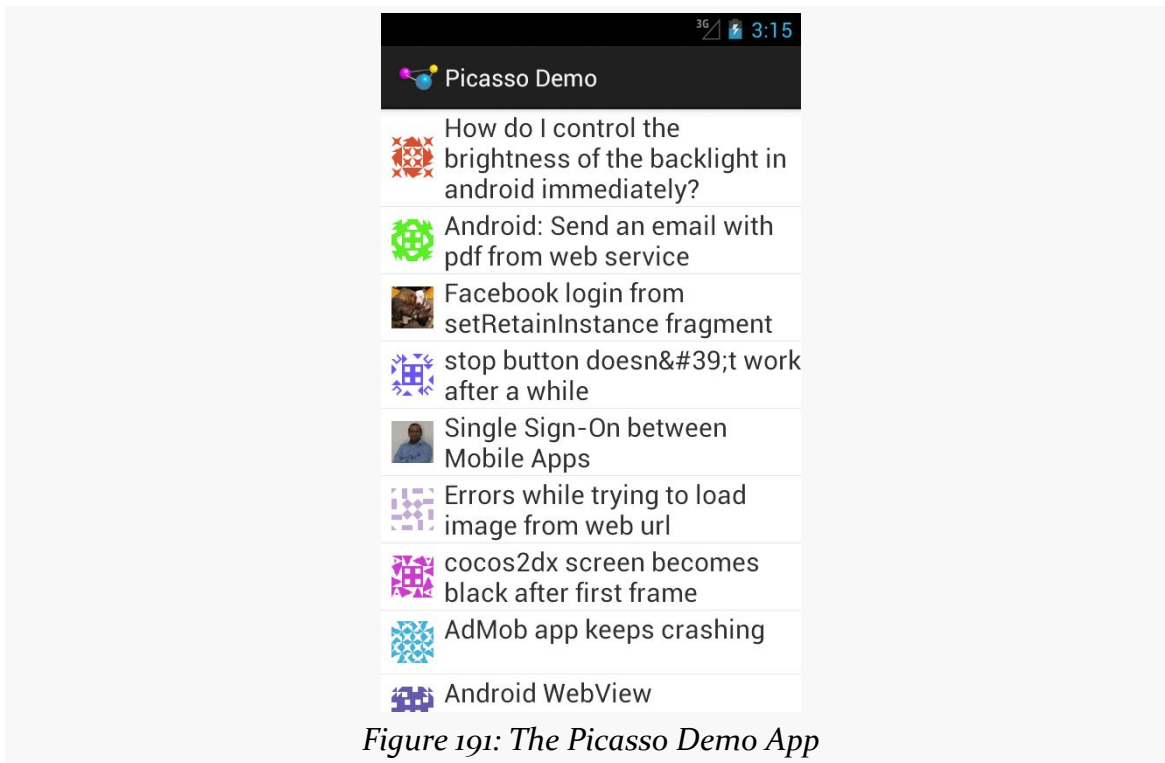 3G 3:15
Picasso Demo
How do I control the
brightness of the backlight in
android immediately?
Android: Send an email with
pdf from web service
Facebook login from
setRetainInstance fragment
stop button doesn&#39;t work
after a while
Single Sign-On between
Mobile Apps
Errors while trying to load
image from web url
cocos2dx screen becomes
black after first frame
AdMob app keeps crashing
Android WebView
Figure 191: The Picasso Demo App